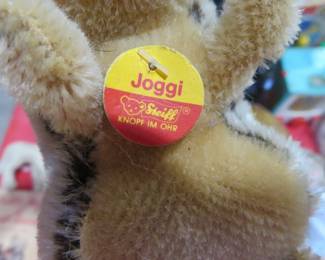 Joggi
Steiff
KNOPF IM OHR